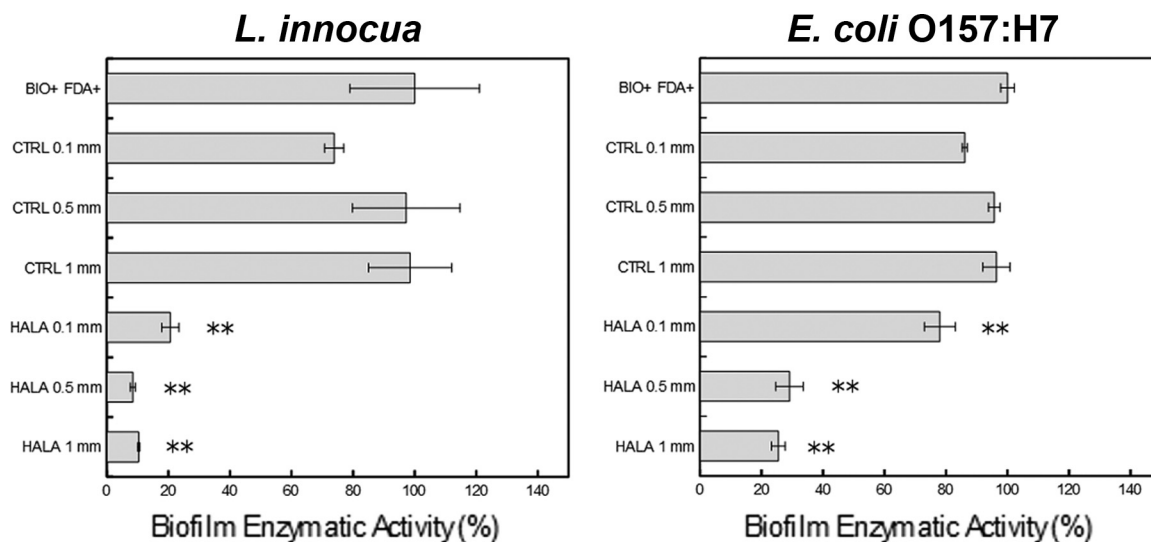 L. innocua
BIO+ FDA+
CTRL 0.1 mm
CTRL 0.5 mm
CTRL 1 mm
HALA 0.1 mm
**
HALA 0.5 mm
**
HALA 1 mm
**
0 20 40 60 80 100 120 140
Biofilm Enzymatic Activity (%)
E. coli O157:H7
BIO+ FDA+
CTRL 0.1 mm
CTRL 0.5 mm
CTRL 1 mm
HALA 0.1 mm
**
HALA 0.5 mm
**
HALA 1 mm
**
0 20 40 60 80 100 120 140
Biofilm Enzymatic Activity (%)